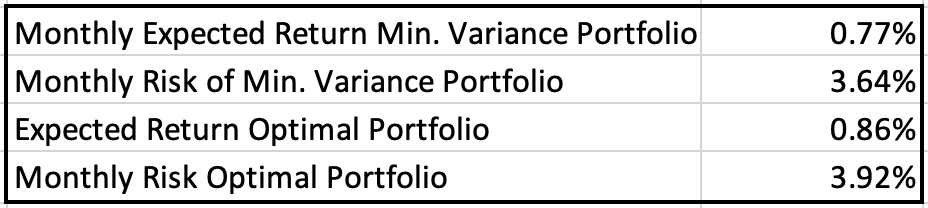 Monthly Expected Return Min. Variance Portfolio 0.77%
Monthly Risk of Min. Variance Portfolio 3.64%
Expected Return Optimal Portfolio 0.86%
Monthly Risk Optimal Portfolio 3.92%